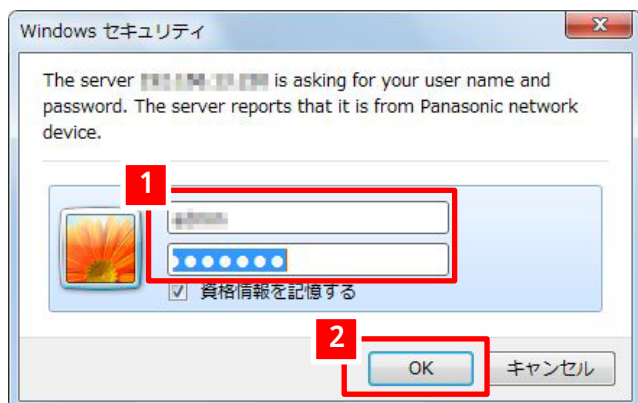 Windows セキュリティ
The server is asking for your user name and
password. The server reports that it is from Panasonic network
device.
1
●●●●●●●
資格情報を記憶する
2
OK
キャンセル